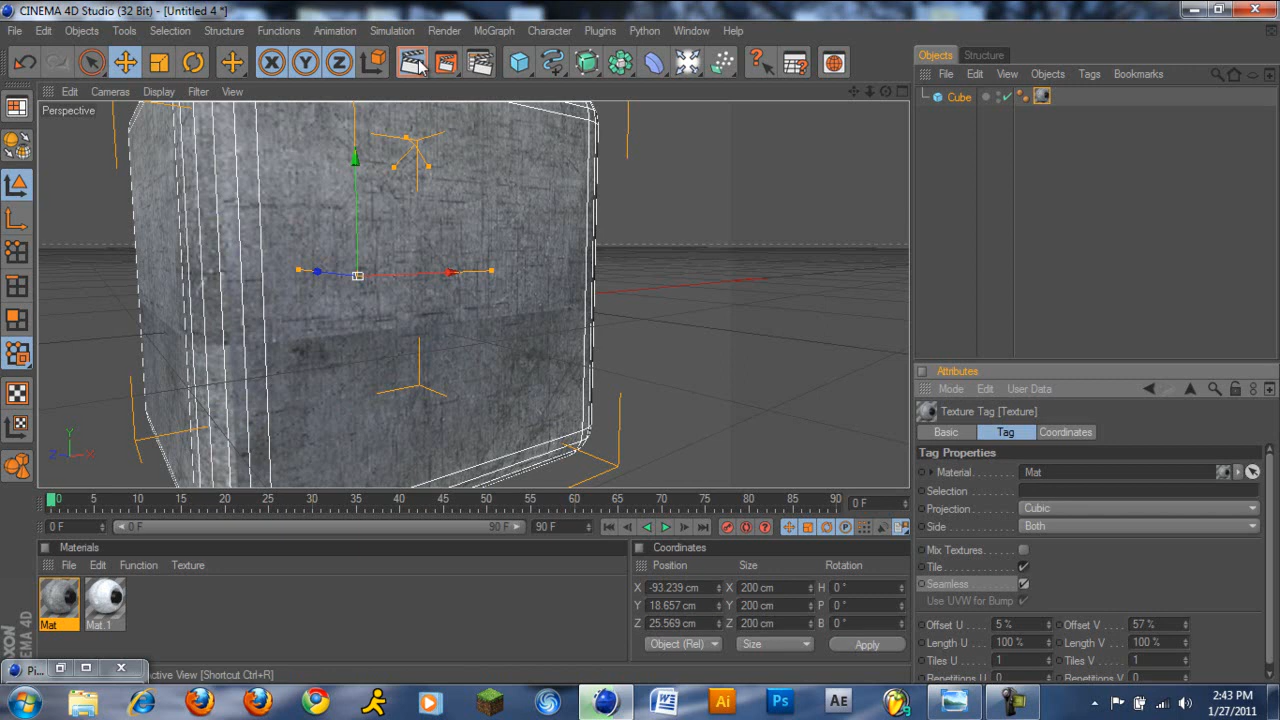 CINEMA 4D Studio (32 Bit) - [Untitled 4 *]
File Edit Objects Tools Selection Structure Functions Animation Simulation Render MoGraph Character Plugins Python Window Help
Objects Structure
File Edit View Objects Tags Bookmarks
Edit Cameras Display Filter View
Perspective
Cube
Y
Z X
Attributes
Mode Edit User Data
Texture Tag [Texture]
Basic Tag Coordinates
Tag Properties
Material Mat
Selection
Projection Cubic
Side Both
Mix Textures
Tile
Seamless
Use UVW for Bump
Offset U 5 % Offset V 57 %
Length U 100 % Length V 100 %
Tiles U 1 Tiles V 1
Repetitions U
0 5 10 15 20 25 30 35 40 45 50 55 60 65 70 75 80 85 90 0 F
0 F 0 F 90 F 90 F
Materials
File Edit Function Texture
Mat Mat.1
Coordinates
Position Size Rotation
X -93.239 cm X 200 cm H 0 °
Y 18.657 cm Y 200 cm P 0 °
Z 25.569 cm Z 200 cm B 0 °
Object (Rel) Size Apply
Pi...
ctive View [Shortcut Ctrl+R]
XON
EMA 4D
W Ai Ps AE
2:43 PM
1/27/2011